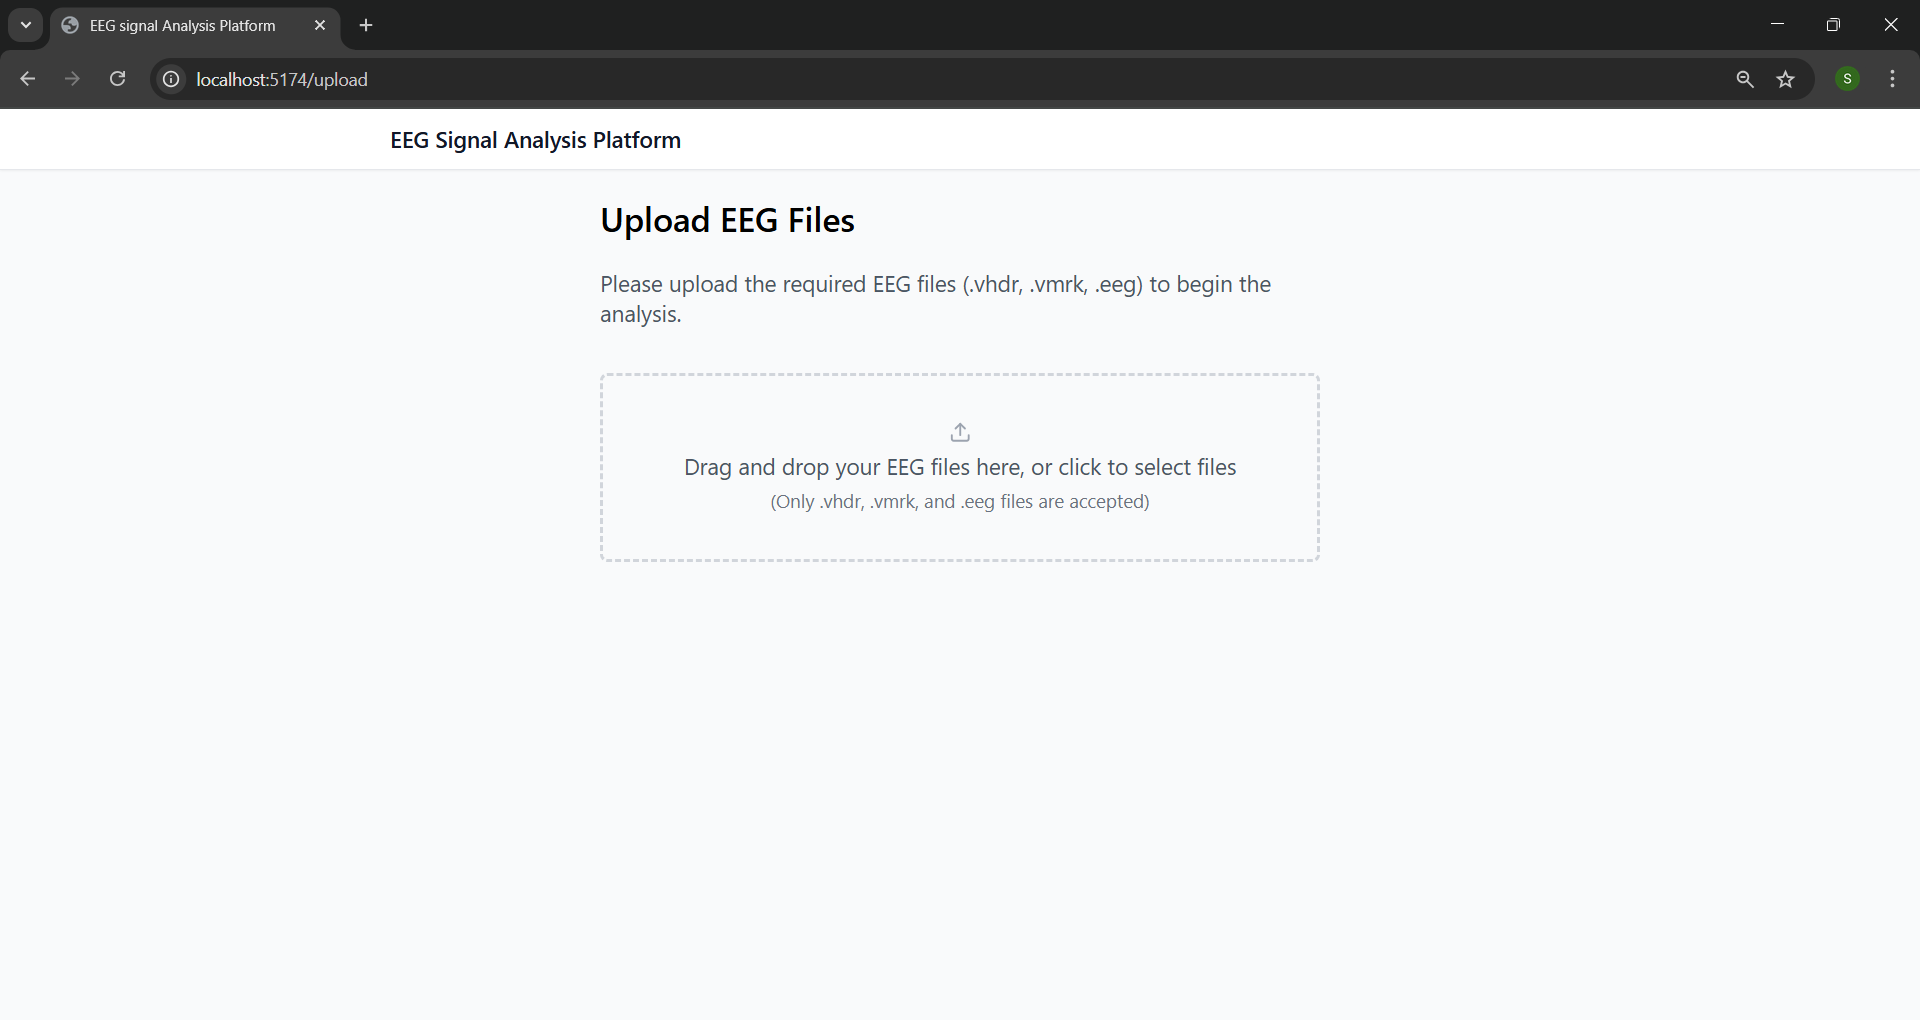 EEG signal Analysis Platform
localhost:5174/upload
S
EEG Signal Analysis Platform
Upload EEG Files
Please upload the required EEG files (.vhdr, .vmrk, .eeg) to begin the
analysis.
Drag and drop your EEG files here, or click to select files
(Only .vhdr, .vmrk, and .eeg files are accepted)